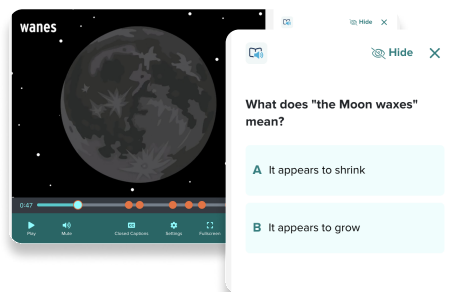 wanes
Hide
Hide
What does "the Moon waxes"
mean?
A It appears to shrink
B It appears to grow
0:47
Play
Mute
Closed Captions
Settings
Fullscreen